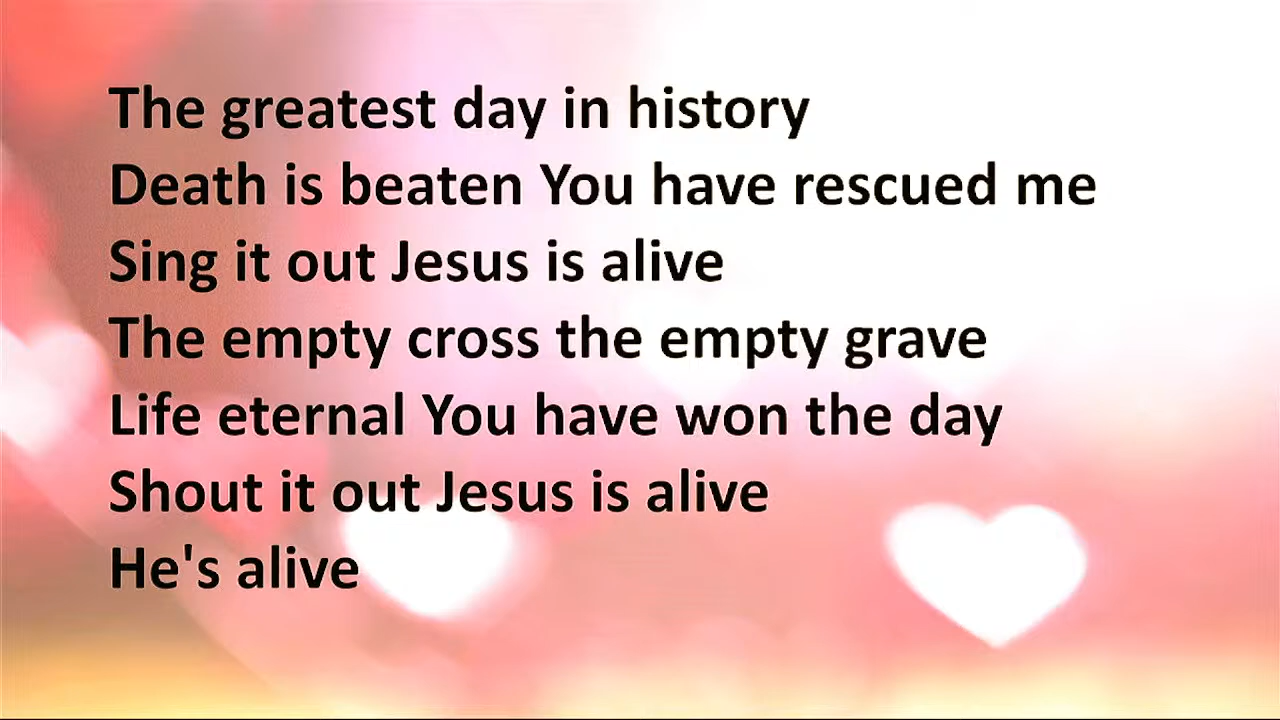 The greatest day in history
Death is beaten You have rescued me
Sing it out Jesus is alive
The empty cross the empty grave
Life eternal You have won the day
Shout it out Jesus is alive
He's alive